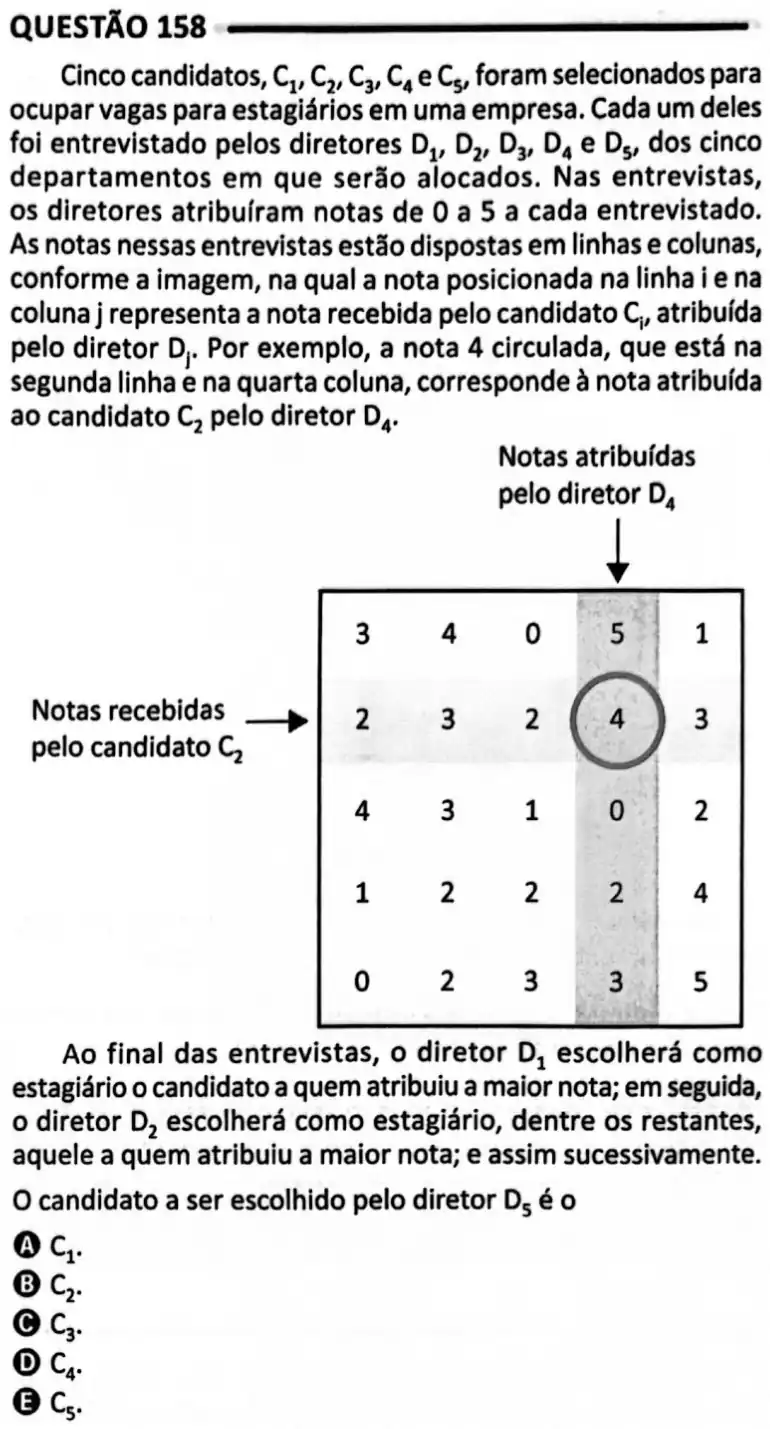 QUESTÃO 158
Cinco candidatos, C₁, C₂, C₃, C₄ e C₅, foram selecionados para
ocupar vagas para estagiários em uma empresa. Cada um deles
foi entrevistado pelos diretores D₁, D₂, D₃, D₄ e D₅, dos cinco
departamentos em que serão alocados. Nas entrevistas,
os diretores atribuíram notas de 0 a 5 a cada entrevistado.
As notas nessas entrevistas estão dispostas em linhas e colunas,
conforme a imagem, na qual a nota posicionada na linha i e na
coluna j representa a nota recebida pelo candidato Cᵢ, atribuída
pelo diretor Dⱼ. Por exemplo, a nota 4 circulada, que está na
segunda linha e na quarta coluna, corresponde à nota atribuída
ao candidato C₂ pelo diretor D₄.
Notas atribuídas
pelo diretor D₄
3 4 0 5 1
Notas recebidas
pelo candidato C₂
2 3 2 4 3
4 3 1 0 2
1 2 2 2 4
0 2 3 3 5
Ao final das entrevistas, o diretor D₁ escolherá como
estagiário o candidato a quem atribuiu a maior nota; em seguida,
o diretor D₂ escolherá como estagiário, dentre os restantes,
aquele a quem atribuiu a maior nota; e assim sucessivamente.
O candidato a ser escolhido pelo diretor D₅ é o
A C₁.
B C₂.
C C₃.
D C₄.
E C₅.